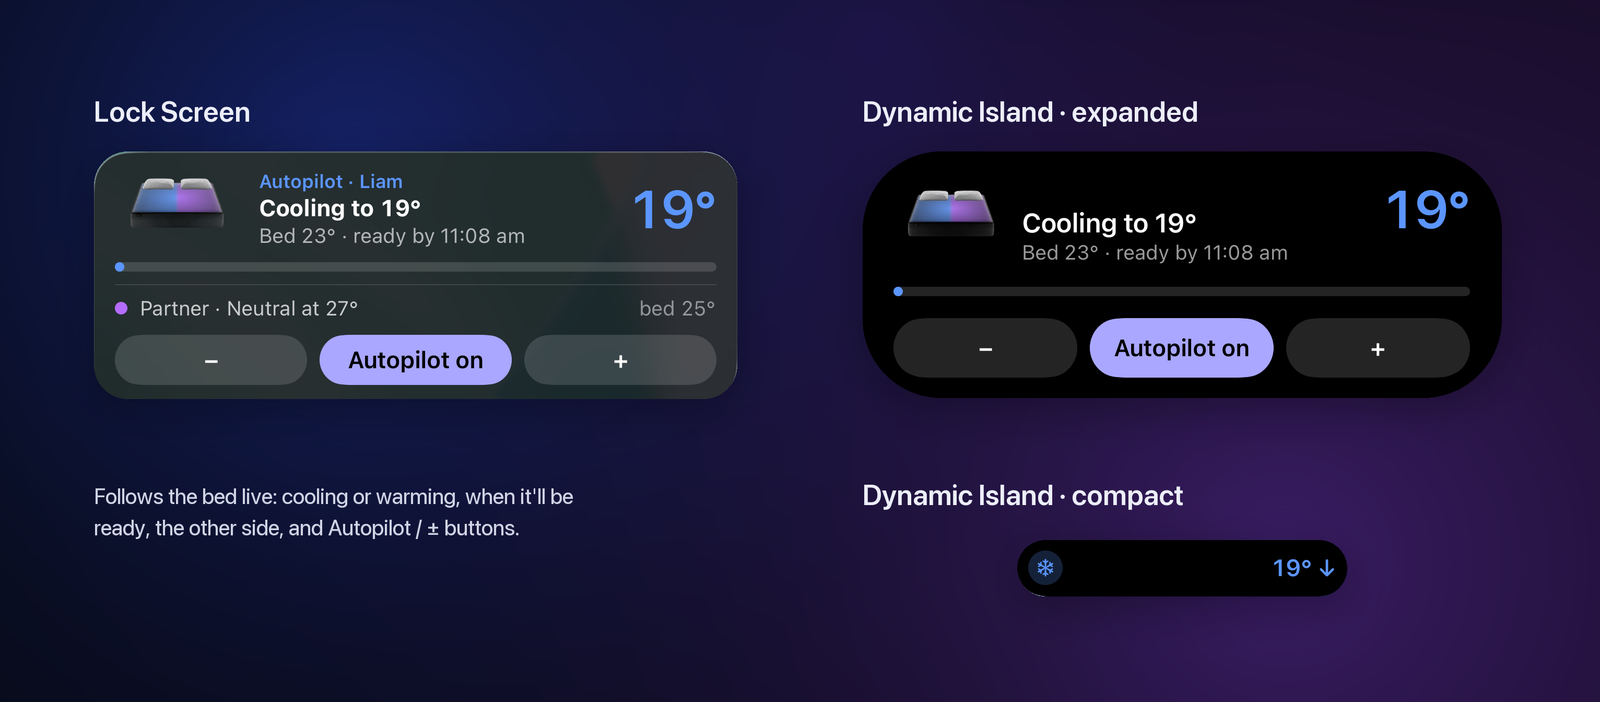 Lock Screen
Autopilot · Liam
Cooling to 19°
Bed 23° · ready by 11:08 am
19°
Partner · Neutral at 27°
bed 25°
–
Autopilot on
+
Follows the bed live: cooling or warming, when it'll be
ready, the other side, and Autopilot / ± buttons.
Dynamic Island · expanded
Cooling to 19°
Bed 23° · ready by 11:08 am
19°
–
Autopilot on
+
Dynamic Island · compact
19° ↓